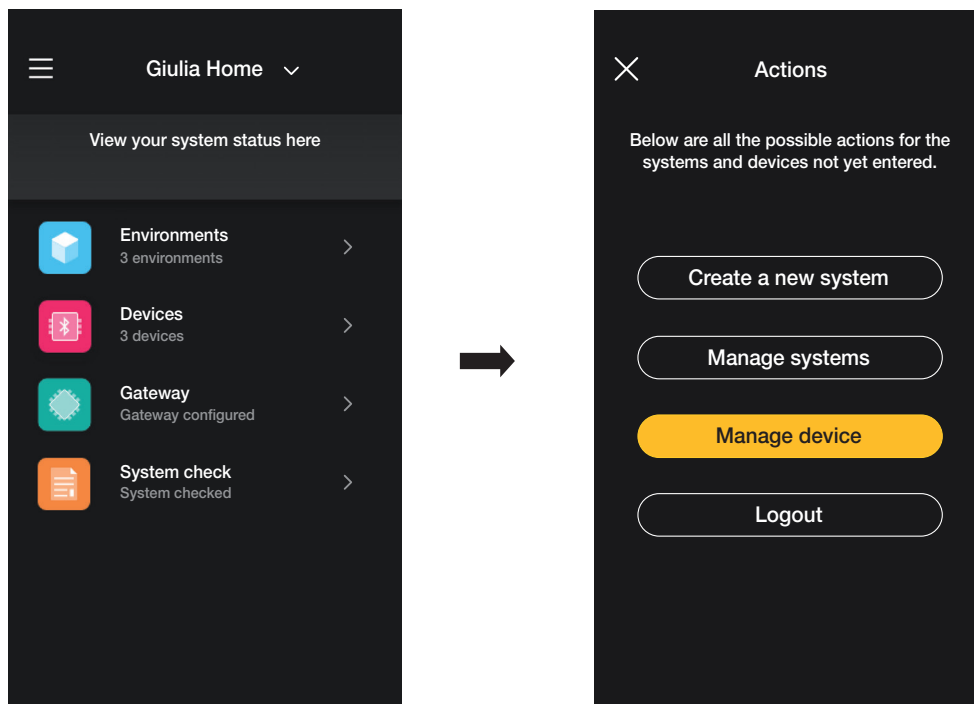 Giulia Home
View your system status here
Environments
3 environments
Devices
3 devices
Gateway
Gateway configured
System check
System checked
Actions
Below are all the possible actions for the
systems and devices not yet entered.
Create a new system
Manage systems
Manage device
Logout